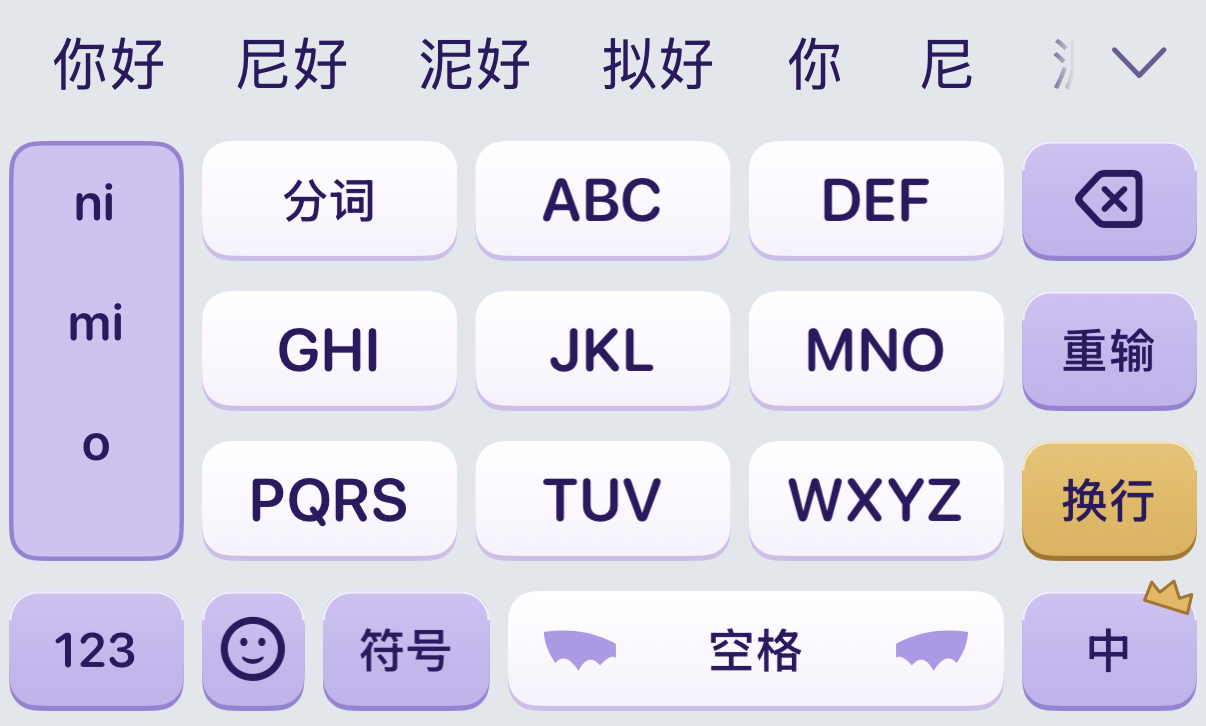 你好 尼好 泥好 拟好 你 尼
ni 分词 ABC DEF
mi GHI JKL MNO 重输
o PQRS TUV WXYZ 换行
123 符号 空格 中